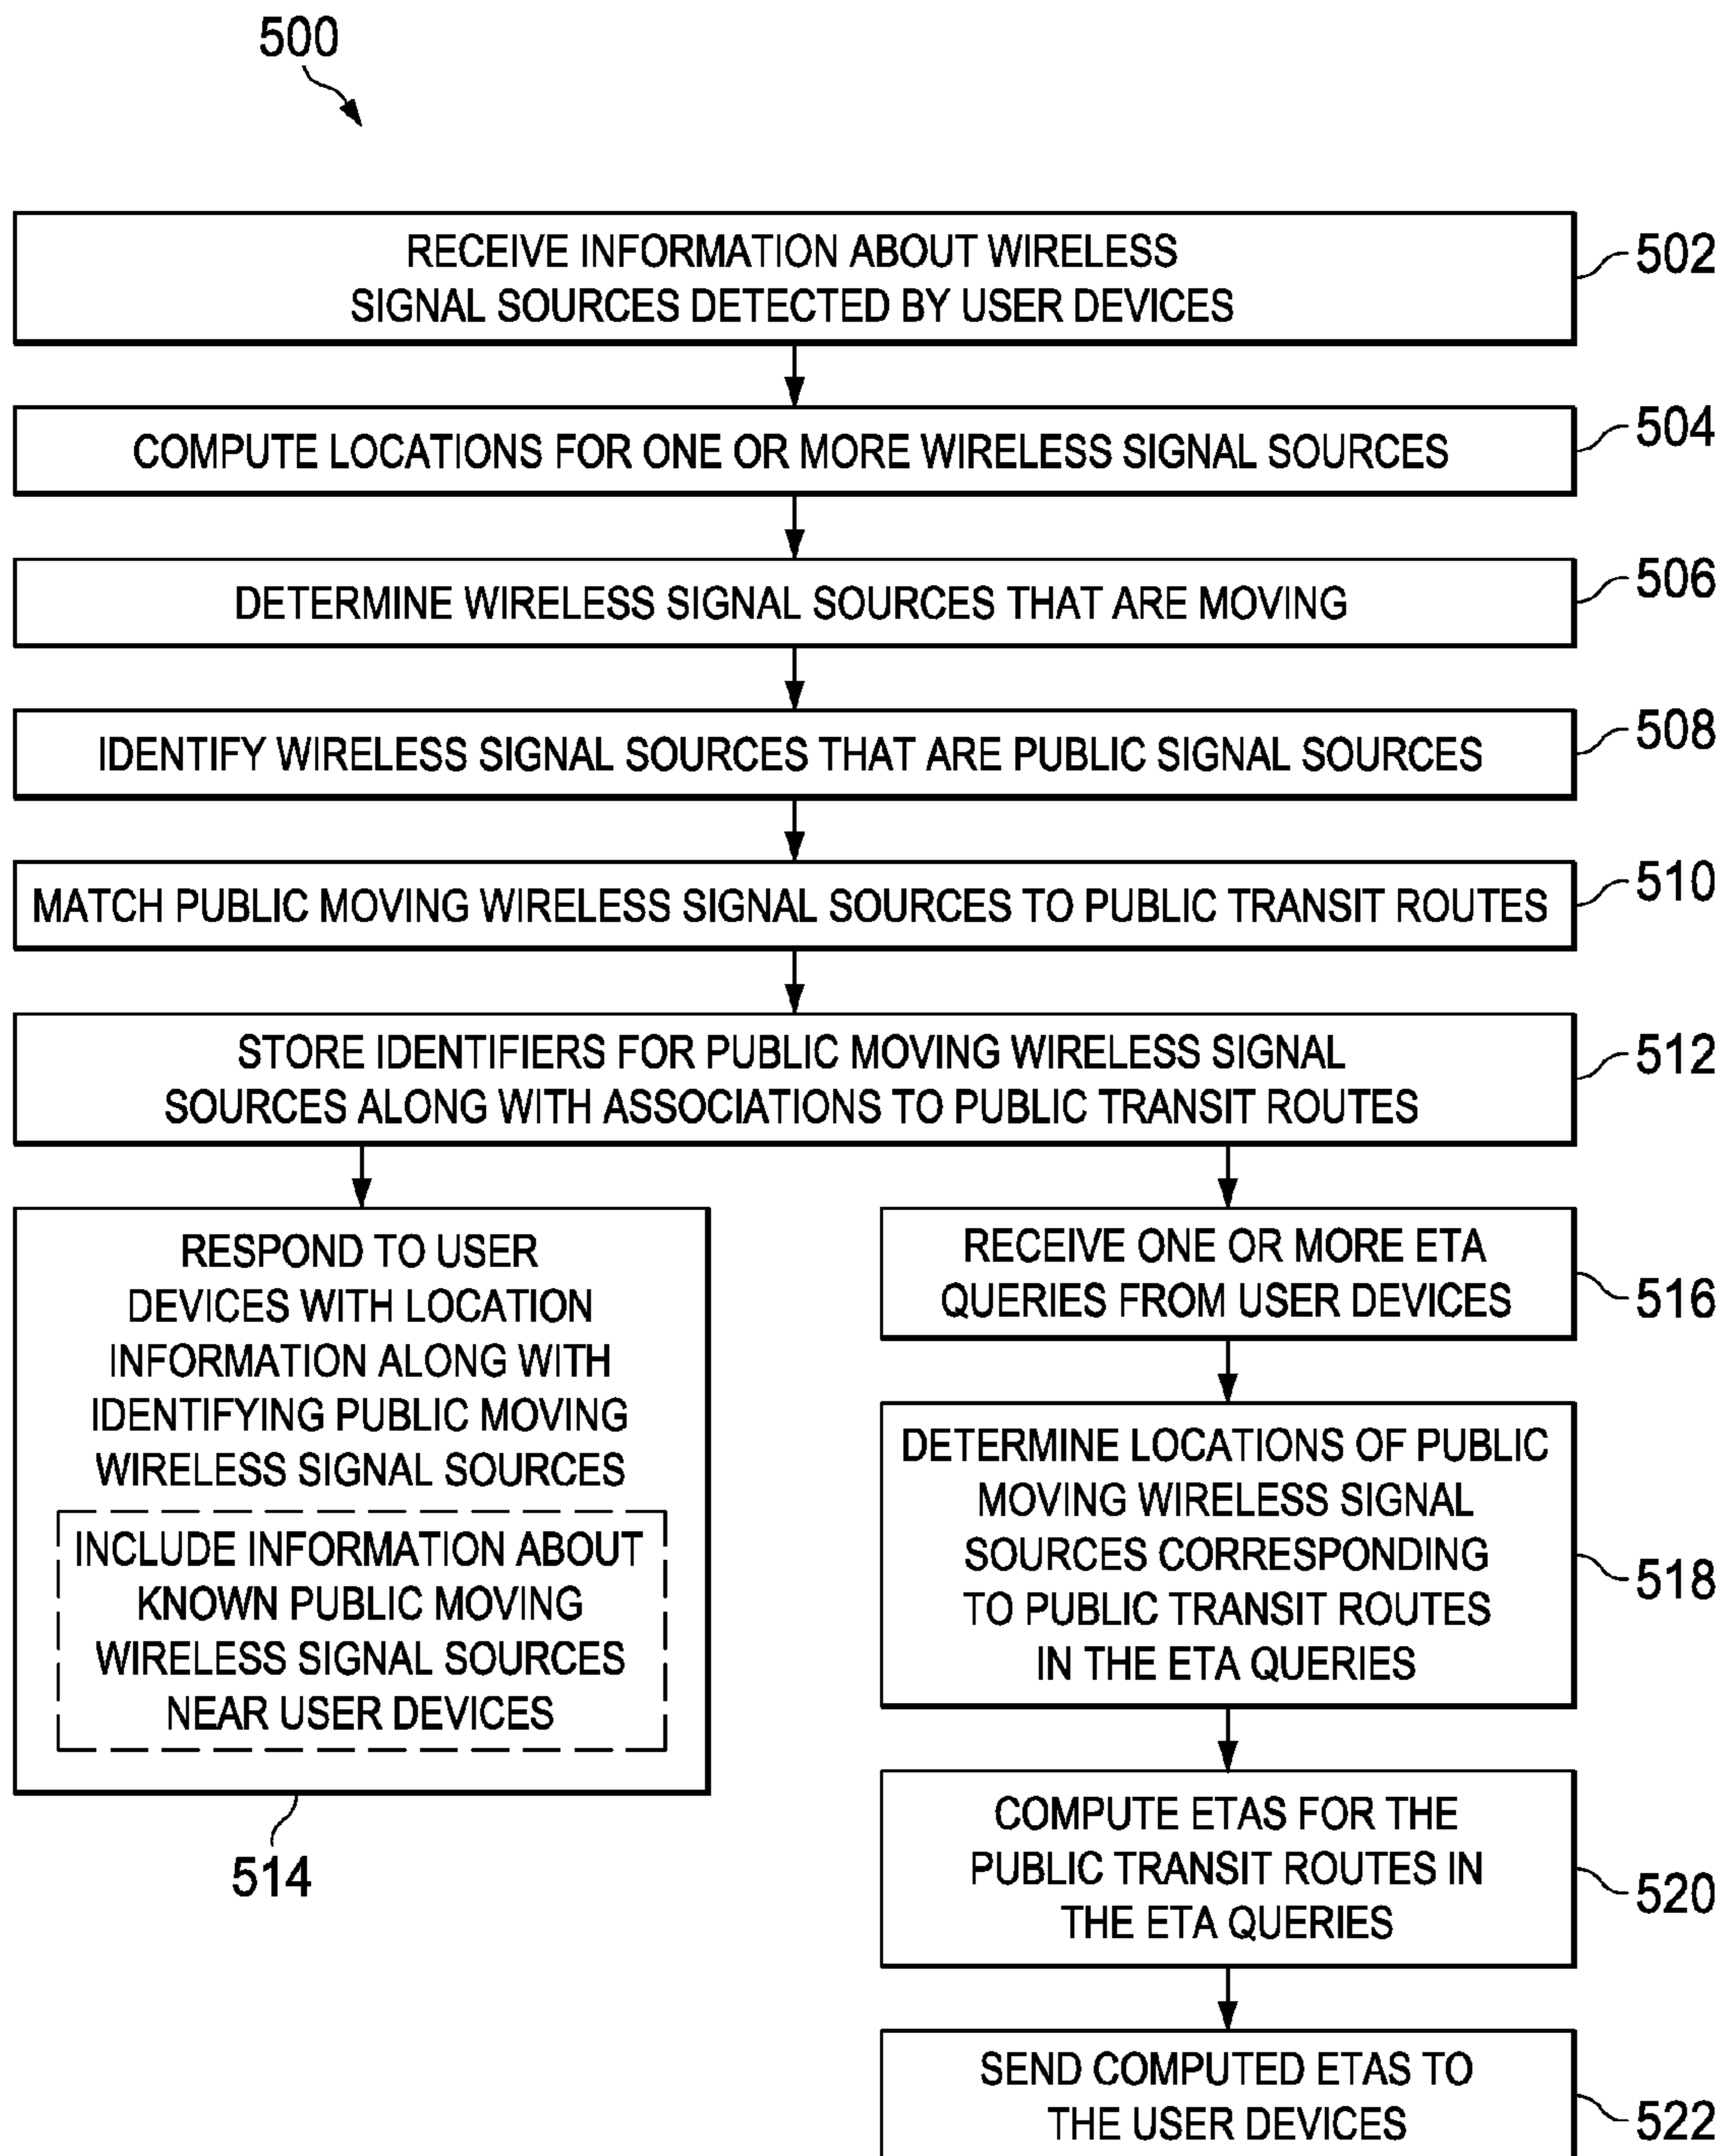 500
RECEIVE INFORMATION ABOUT WIRELESS
SIGNAL SOURCES DETECTED BY USER DEVICES
502
COMPUTE LOCATIONS FOR ONE OR MORE WIRELESS SIGNAL SOURCES
504
DETERMINE WIRELESS SIGNAL SOURCES THAT ARE MOVING
506
IDENTIFY WIRELESS SIGNAL SOURCES THAT ARE PUBLIC SIGNAL SOURCES
508
MATCH PUBLIC MOVING WIRELESS SIGNAL SOURCES TO PUBLIC TRANSIT ROUTES
510
STORE IDENTIFIERS FOR PUBLIC MOVING WIRELESS SIGNAL
SOURCES ALONG WITH ASSOCIATIONS TO PUBLIC TRANSIT ROUTES
512
RESPOND TO USER
DEVICES WITH LOCATION
INFORMATION ALONG WITH
IDENTIFYING PUBLIC MOVING
WIRELESS SIGNAL SOURCES
INCLUDE INFORMATION ABOUT
KNOWN PUBLIC MOVING
WIRELESS SIGNAL SOURCES
NEAR USER DEVICES
514
RECEIVE ONE OR MORE ETA
QUERIES FROM USER DEVICES
516
DETERMINE LOCATIONS OF PUBLIC
MOVING WIRELESS SIGNAL
SOURCES CORRESPONDING
TO PUBLIC TRANSIT ROUTES
IN THE ETA QUERIES
518
COMPUTE ETAS FOR THE
PUBLIC TRANSIT ROUTES IN
THE ETA QUERIES
520
SEND COMPUTED ETAS TO
THE USER DEVICES
522